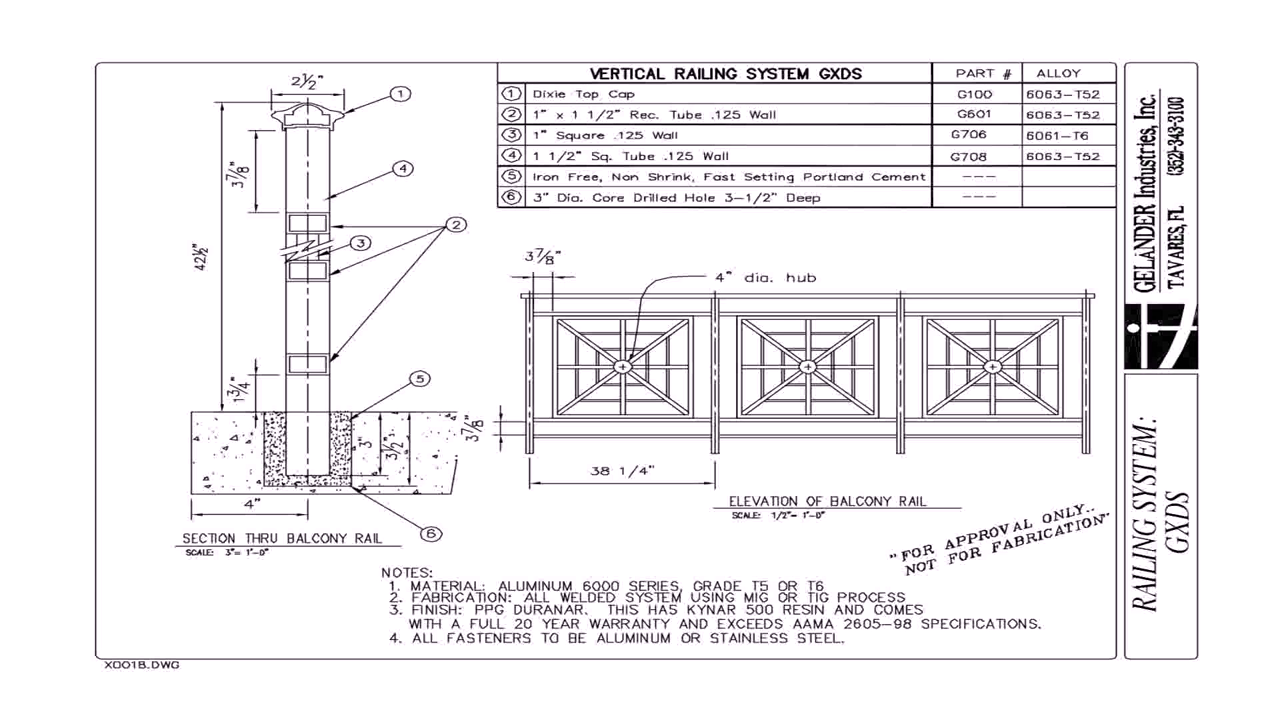 VERTICAL RAILING SYSTEM GXDS PART # ALLOY
1 Dixie Top Cap G100 6063-T52
2 1" x 1 1/2" Rec. Tube .125 Wall G601 6063-T52
3 1" Square .125 Wall G706 6061-T6
4 1 1/2" Sq. Tube .125 Wall G708 6063-T52
5 Iron Free, Non Shrink, Fast Setting Portland Cement ---
6 3" Dia. Core Drilled Hole 3-1/2" Deep ---
2½"
1
4
3⅞"
2
3
42½"
1¾"
5
3"
3½"
4"
6
SECTION THRU BALCONY RAIL
SCALE: 3"= 1'-0"
3⅞"
4" dia. hub
3⅞"
38 1/4"
ELEVATION OF BALCONY RAIL
SCALE: 1/2"= 1'-0"
"FOR APPROVAL ONLY..
NOT FOR FABRICATION"
NOTES:
1. MATERIAL: ALUMINUM 6000 SERIES, GRADE T5 OR T6
2. FABRICATION: ALL WELDED SYSTEM USING MIG OR TIG PROCESS
3. FINISH: PPG DURANAR. THIS HAS KYNAR 500 RESIN AND COMES
WITH A FULL 20 YEAR WARRANTY AND EXCEEDS AAMA 2605-98 SPECIFICATIONS.
4. ALL FASTENERS TO BE ALUMINUM OR STAINLESS STEEL.
X001B.DWG
GELANDER Industries, Inc.
TAVARES, FL (352)-343-3100
RAILING SYSTEM:
GXDS